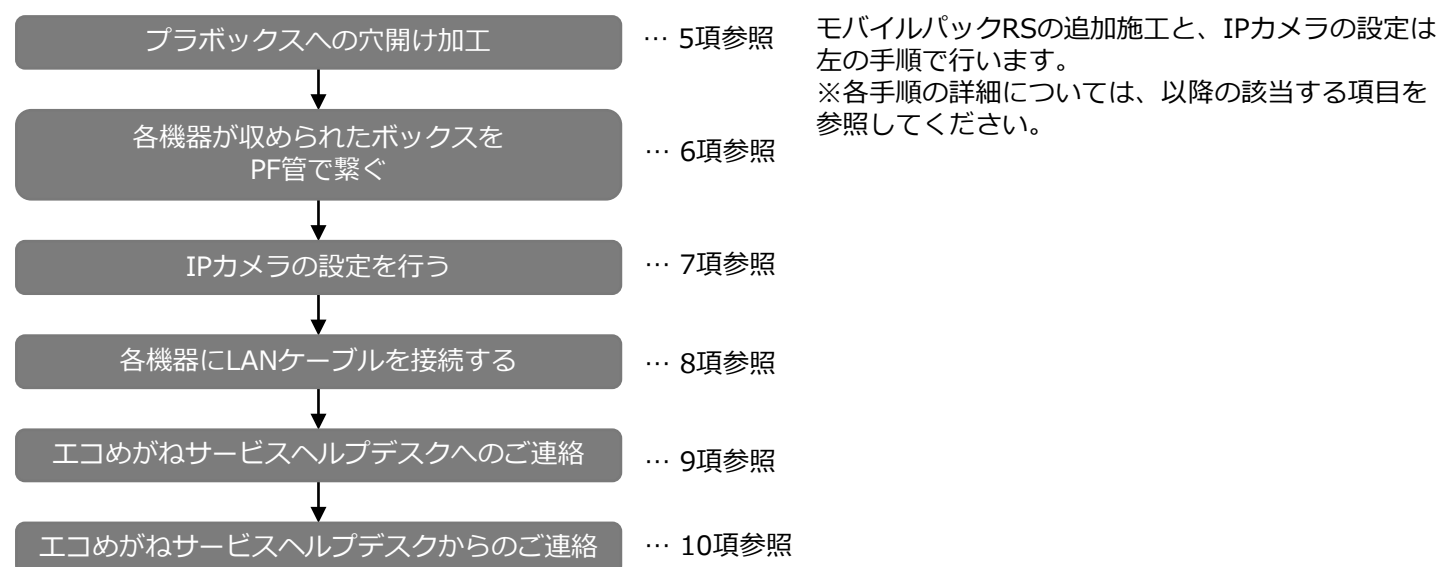 プラボックスへの穴開け加工
… 5項参照
モバイルパックRSの追加施工と、IPカメラの設定は
左の手順で行います。
※各手順の詳細については、以降の該当する項目を
参照してください。
各機器が収められたボックスを
PF管で繋ぐ
… 6項参照
IPカメラの設定を行う
… 7項参照
各機器にLANケーブルを接続する
… 8項参照
エコめがねサービスヘルプデスクへのご連絡
… 9項参照
エコめがねサービスヘルプデスクからのご連絡
… 10項参照